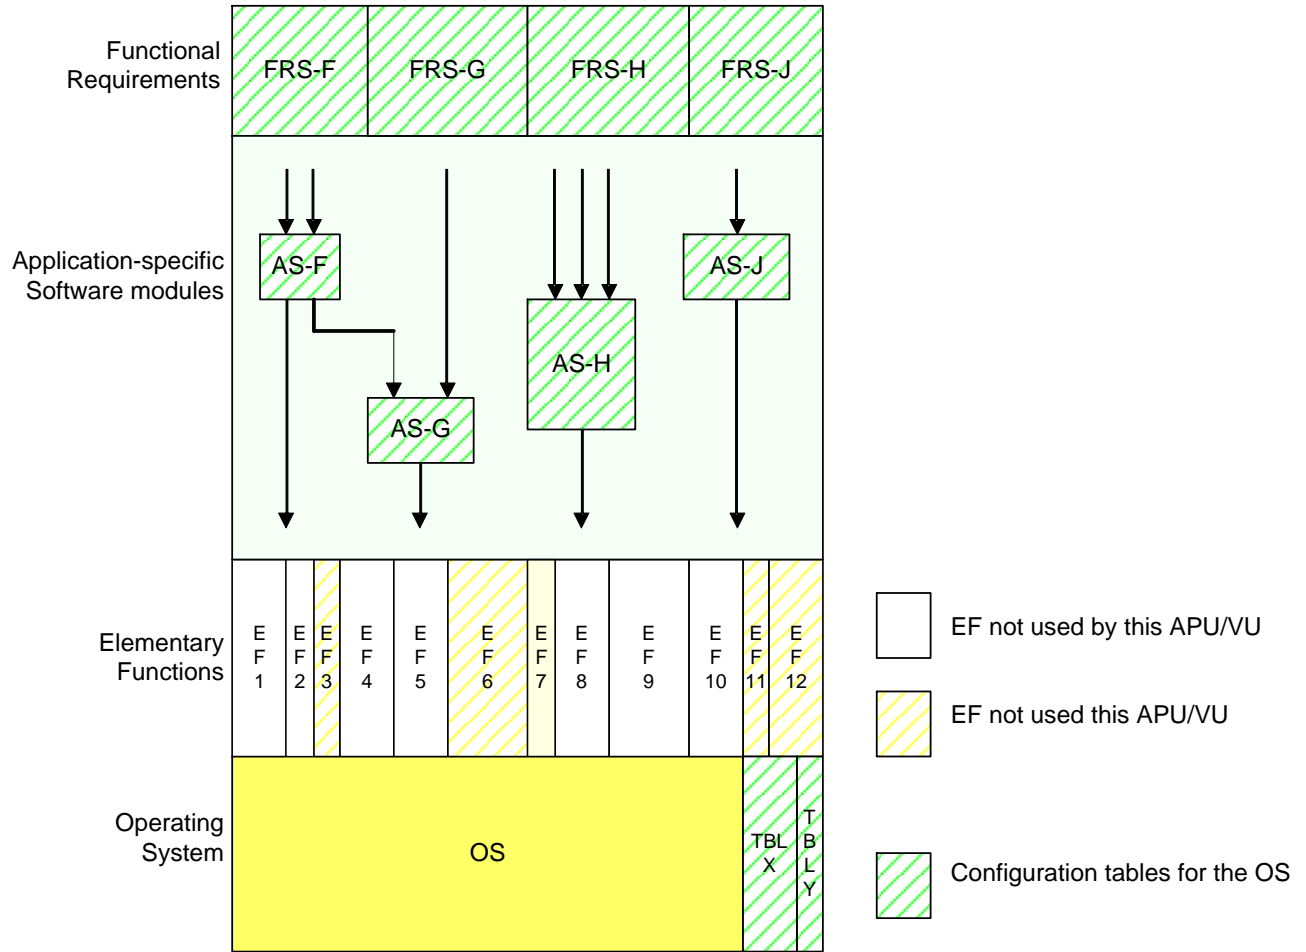 Functional
Requirements
FRS-F
FRS-G
FRS-H
FRS-J
Application-specific
Software modules
AS-F
AS-J
AS-H
AS-G
Elementary
Functions
E
F
1
E
F
2
E
F
3
E
F
4
E
F
5
E
F
6
E
F
7
E
F
8
E
F
9
E
F
10
E
F
11
E
F
12
EF not used by this APU/VU
EF not used this APU/VU
Operating
System
OS
TBL
X
T
B
L
Y
Configuration tables for the OS